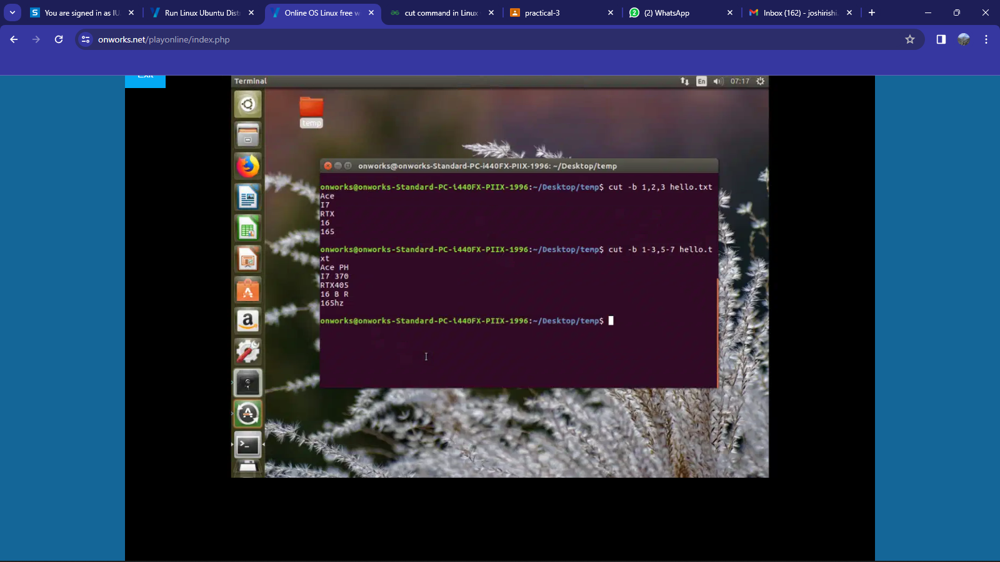 You are signed in as IU
Run Linux Ubuntu Dist
Online OS Linux free w
cut command in Linux
practical-3
(2) WhatsApp
Inbox (162) - joshirishi
onworks.net/playonline/index.php
Exit
Terminal
En
07:17
temp
onworks@onworks-Standard-PC-i440FX-PIIX-1996: ~/Desktop/temp
onworks@onworks-Standard-PC-i440FX-PIIX-1996:~/Desktop/temp$ cut -b 1,2,3 hello.txt
Ace
I7
RTX
16
165
onworks@onworks-Standard-PC-i440FX-PIIX-1996:~/Desktop/temp$ cut -b 1-3,5-7 hello.t
xt
Ace PH
I7 370
RTX405
16 B R
165hz
onworks@onworks-Standard-PC-i440FX-PIIX-1996:~/Desktop/temp$